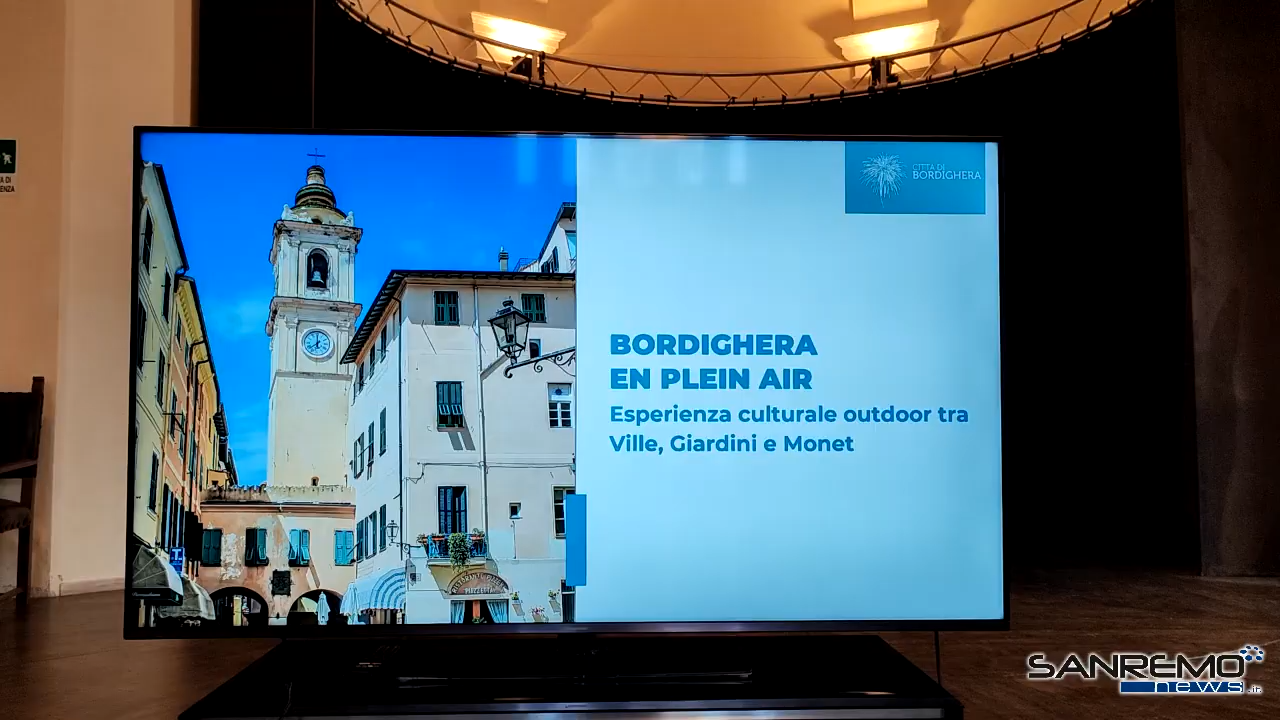 CITTÀ DI
BORDIGHERA
BORDIGHERA
EN PLEIN AIR
Esperienza culturale outdoor tra
Ville, Giardini e Monet
SANREMO
news.it